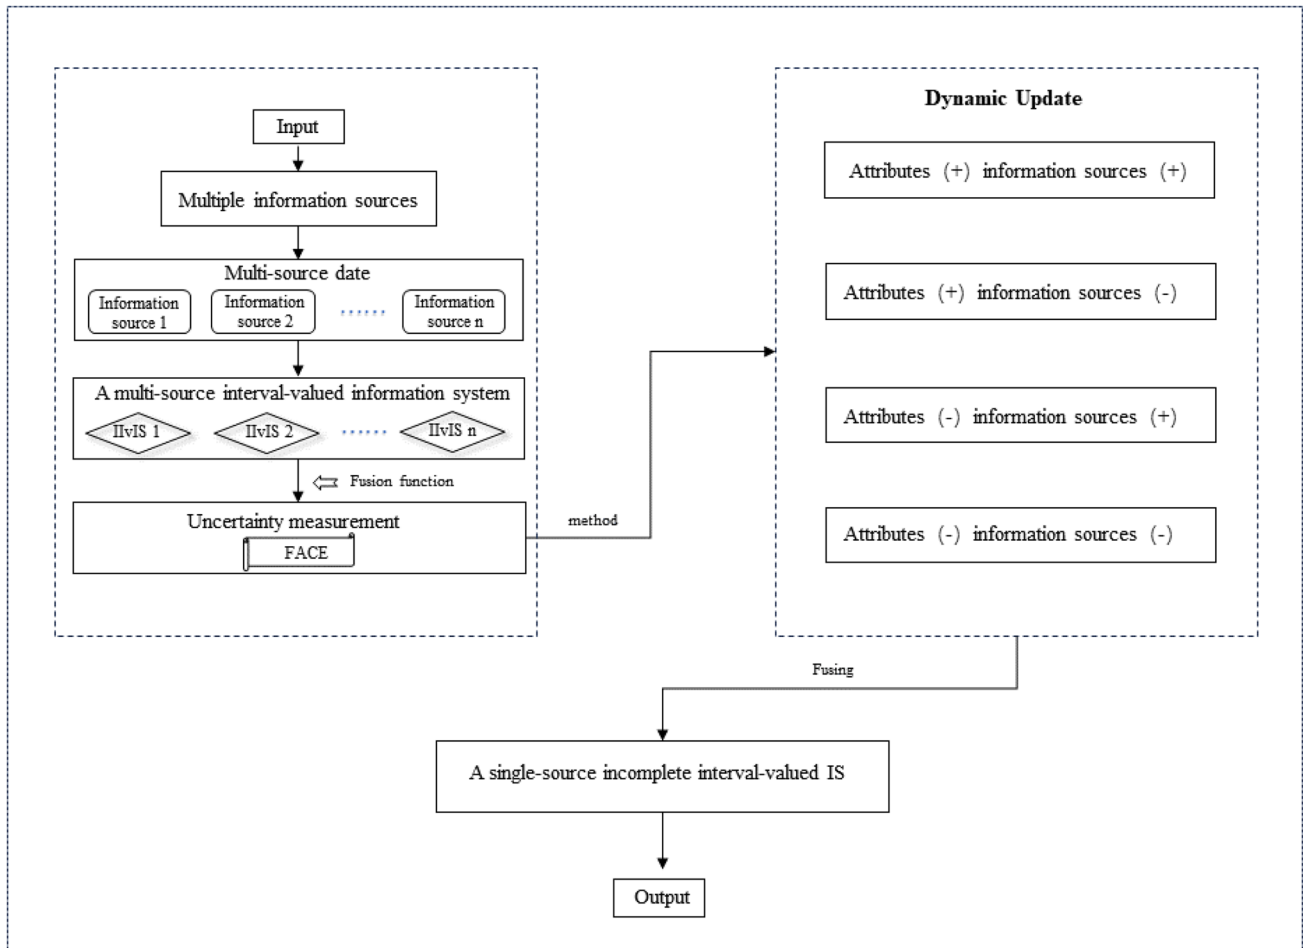 Input
Multiple information sources
Multi-source date
Information
source 1
Information
source 2
......
Information
source n
A multi-source interval-valued information system
IIvIS 1
IIvIS 2
......
IIvIS n
Fusion function
Uncertainty measurement
FACE
method
Dynamic Update
Attributes (+) information sources (+)
Attributes (+) information sources (-)
Attributes (-) information sources (+)
Attributes (-) information sources (-)
Fusing
A single-source incomplete interval-valued IS
Output